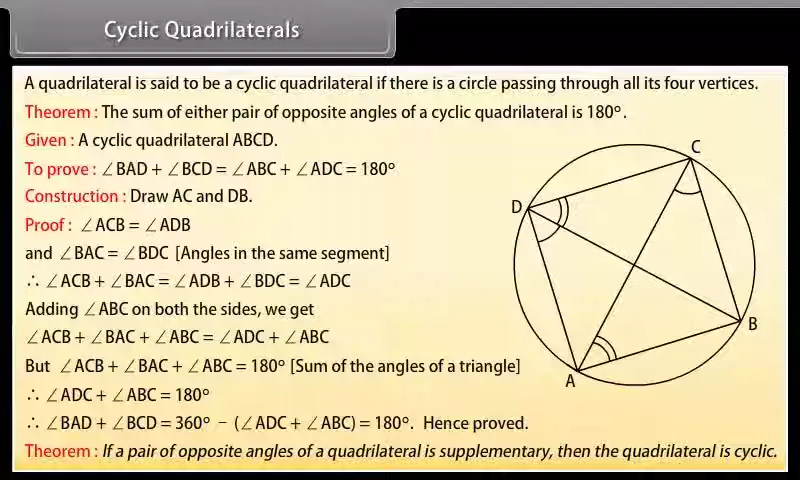 Cyclic Quadrilaterals
A quadrilateral is said to be a cyclic quadrilateral if there is a circle passing through all its four vertices.
Theorem : The sum of either pair of opposite angles of a cyclic quadrilateral is 180°.
Given : A cyclic quadrilateral ABCD.
To prove : ∠BAD + ∠BCD = ∠ABC + ∠ADC = 180°
Construction : Draw AC and DB.
Proof : ∠ACB = ∠ADB
and ∠BAC = ∠BDC [Angles in the same segment]
∴ ∠ACB + ∠BAC = ∠ADB + ∠BDC = ∠ADC
Adding ∠ABC on both the sides, we get
∠ACB + ∠BAC + ∠ABC = ∠ADC + ∠ABC
But ∠ACB + ∠BAC + ∠ABC = 180° [Sum of the angles of a triangle]
∴ ∠ADC + ∠ABC = 180°
∴ ∠BAD + ∠BCD = 360° − (∠ADC + ∠ABC) = 180°. Hence proved.
Theorem : If a pair of opposite angles of a quadrilateral is supplementary, then the quadrilateral is cyclic.
C
D
B
A